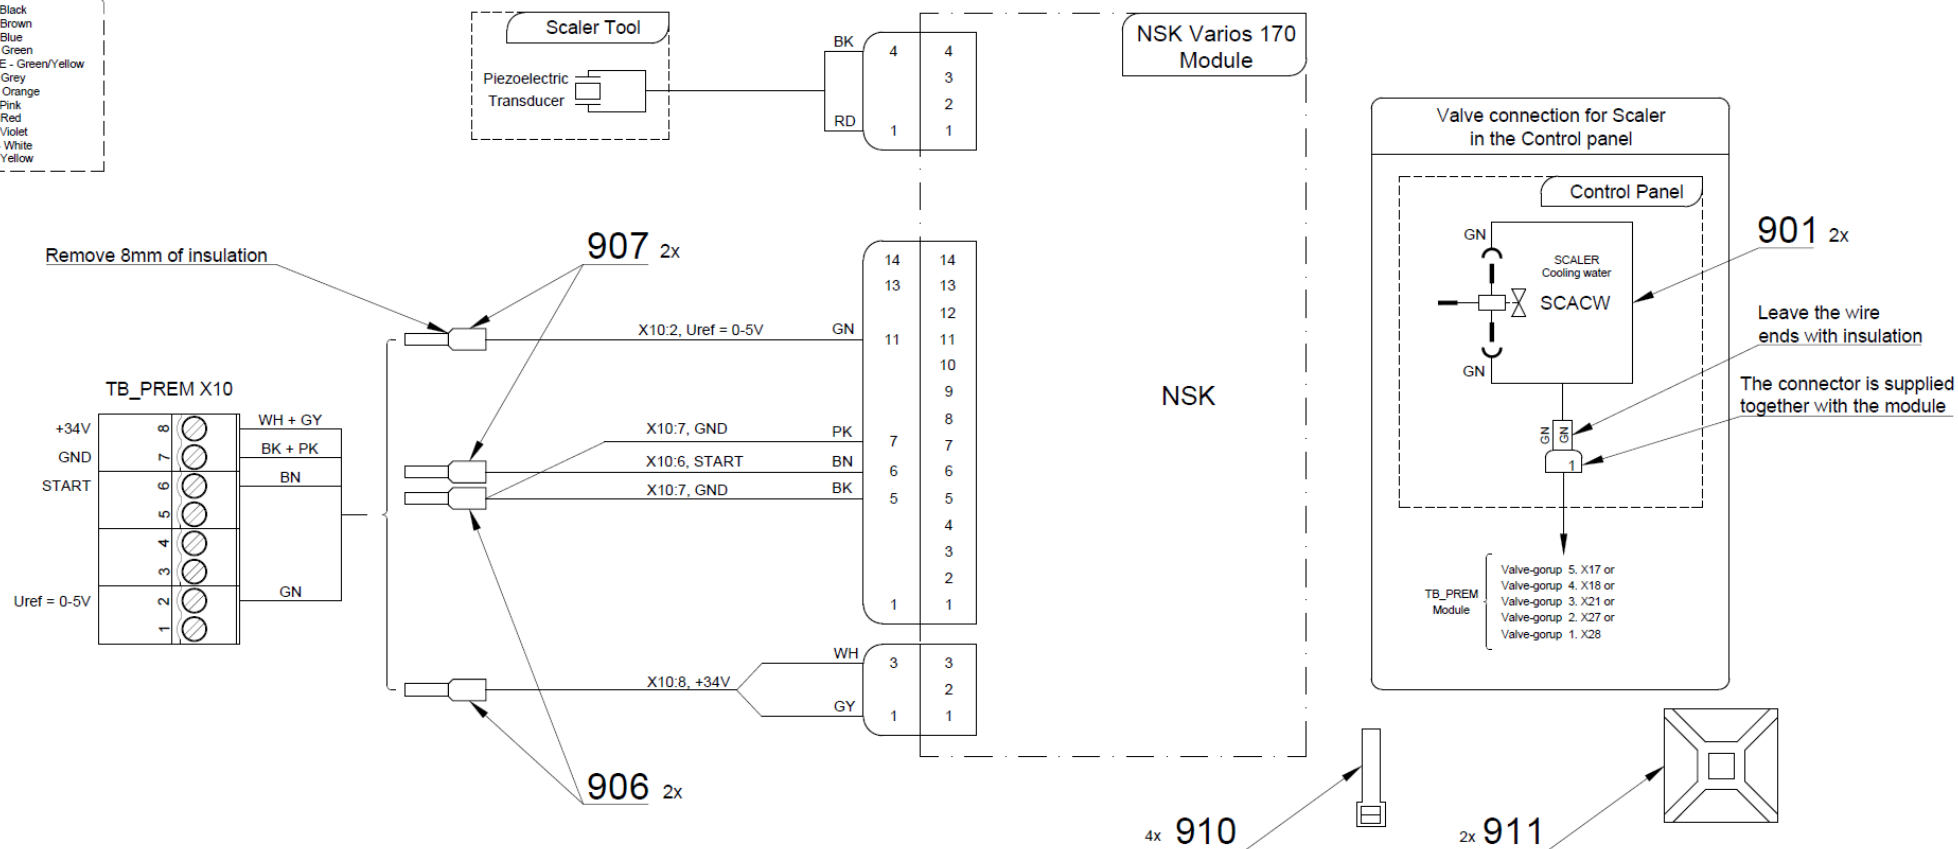 Black
Brown
Blue
Green
E - Green/Yellow
Grey
Orange
Pink
Red
Violet
- White
Yellow
Scaler Tool
Piezoelectric
Transducer
BK
RD
4
1
4
3
2
1
NSK Varios 170
Module
NSK
Remove 8mm of insulation
907 2x
X10:2, Uref = 0-5V
GN
X10:7, GND
PK
X10:6, START
BN
X10:7, GND
BK
14
13
11
7
6
5
1
14
13
12
11
10
9
8
7
6
5
4
3
2
1
TB_PREM X10
+34V
8
WH + GY
GND
7
BK + PK
START
6
BN
5
4
3
Uref = 0-5V
2
GN
1
X10:8, +34V
WH
GY
3
1
3
2
1
906 2x
Valve connection for Scaler
in the Control panel
Control Panel
GN
SCALER
Cooling water
SCACW
GN
GN
GN
1
901 2x
Leave the wire
ends with insulation
The connector is supplied
together with the module
TB_PREM
Module
Valve-gorup 5. X17 or
Valve-gorup 4. X18 or
Valve-gorup 3. X21 or
Valve-gorup 2. X27 or
Valve-gorup 1. X28
4x 910
2x 911